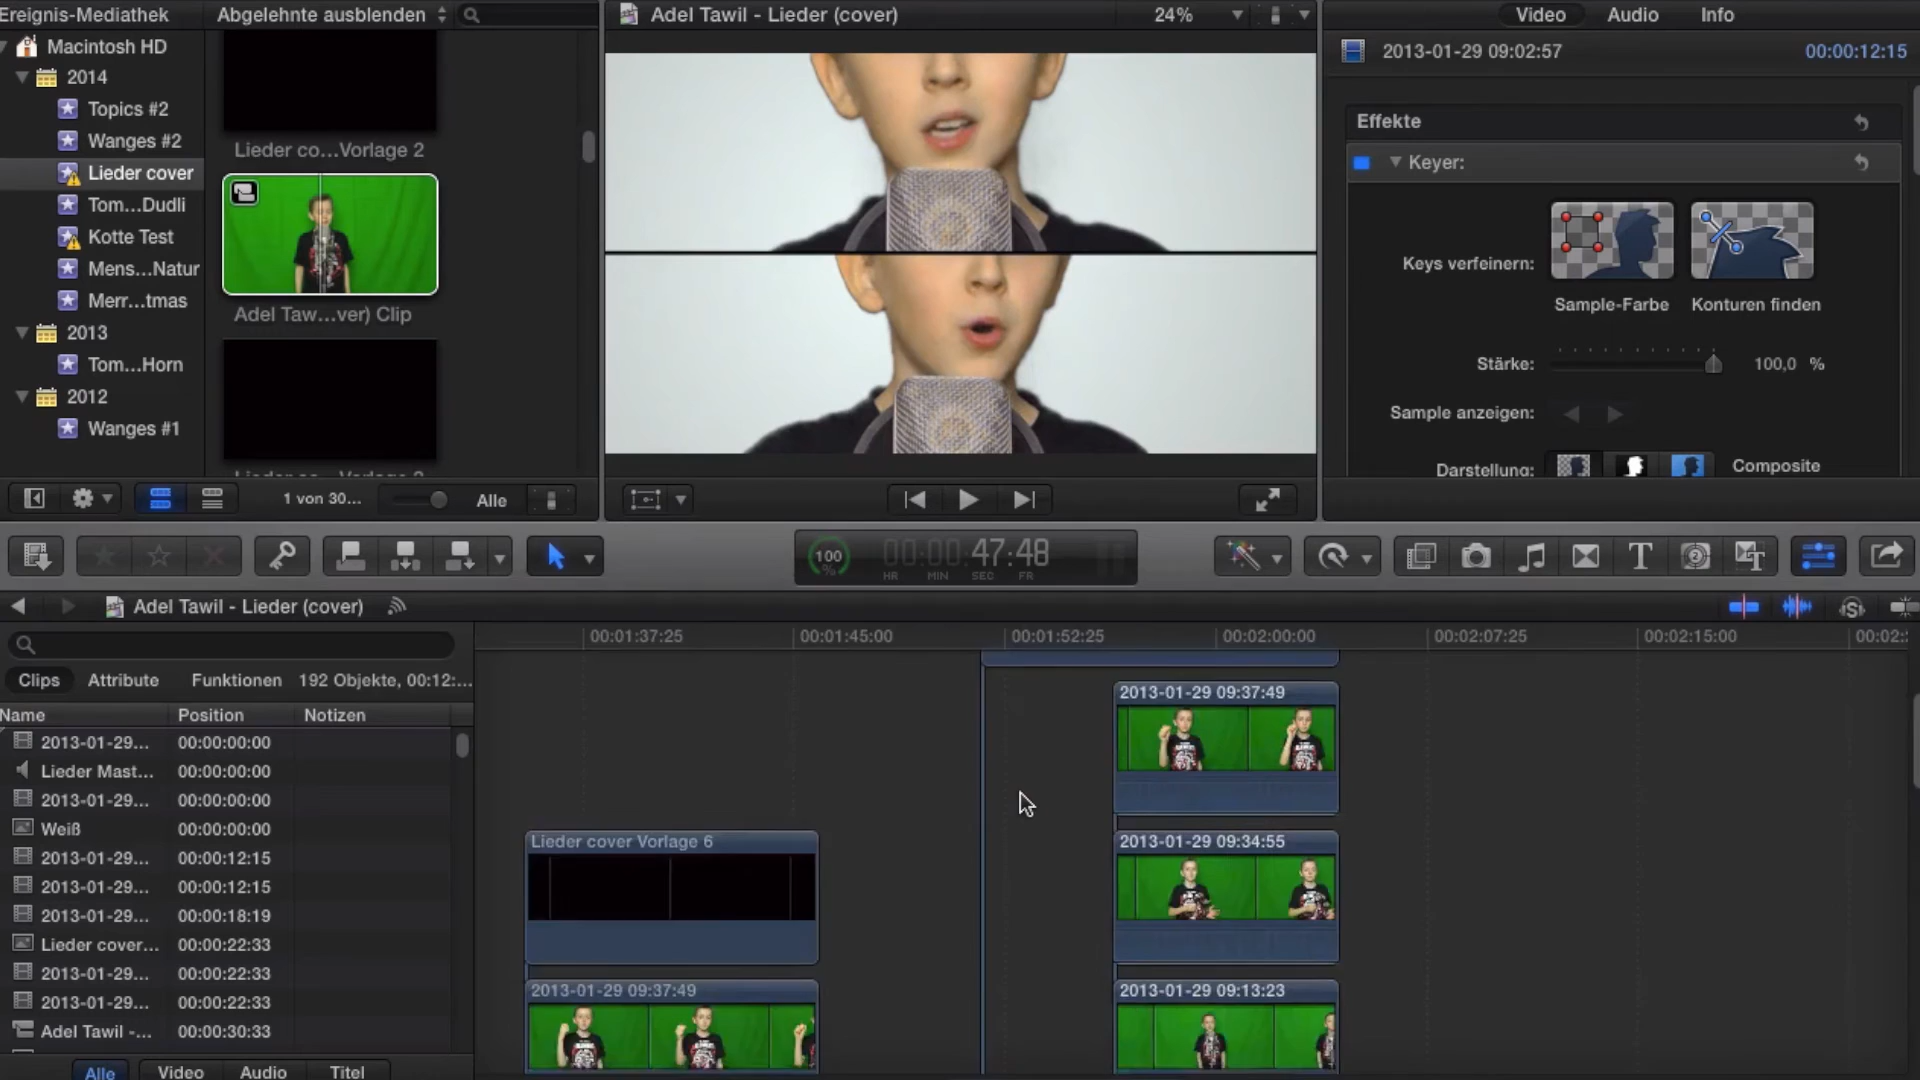 Ereignis-Mediathek
Abgelehnte ausblenden
Macintosh HD
2014
Topics #2
Wanges #2
Lieder cover
Tom…Dudli
Kotte Test
Mens…Natur
Merr…tmas
2013
Tom…Horn
2012
Wanges #1
Lieder co…Vorlage 2
Adel Taw…ver) Clip
1 von 30…
Alle
Adel Tawil - Lieder (cover)
24%
Video
Audio
Info
2013-01-29 09:02:57
00:00:12:15
Effekte
Keyer:
Keys verfeinern:
Sample-Farbe
Konturen finden
Stärke:
100,0 %
Sample anzeigen:
Darstellung:
Composite
100 %
00:00:47:48
HR MIN SEC FR
Adel Tawil - Lieder (cover)
Clips
Attribute
Funktionen
192 Objekte, 00:12:…
Name
Position
Notizen
2013-01-29… 00:00:00:00
Lieder Mast… 00:00:00:00
2013-01-29… 00:00:00:00
Weiß 00:00:00:00
2013-01-29… 00:00:12:15
2013-01-29… 00:00:12:15
2013-01-29… 00:00:18:19
Lieder cover… 00:00:22:33
2013-01-29… 00:00:22:33
2013-01-29… 00:00:22:33
Adel Tawil -… 00:00:30:33
Alle
Video
Audio
Titel
00:01:37:25
00:01:45:00
00:01:52:25
00:02:00:00
00:02:07:25
00:02:15:00
00:02:
2013-01-29 09:37:49
Lieder cover Vorlage 6
2013-01-29 09:34:55
2013-01-29 09:37:49
2013-01-29 09:13:23